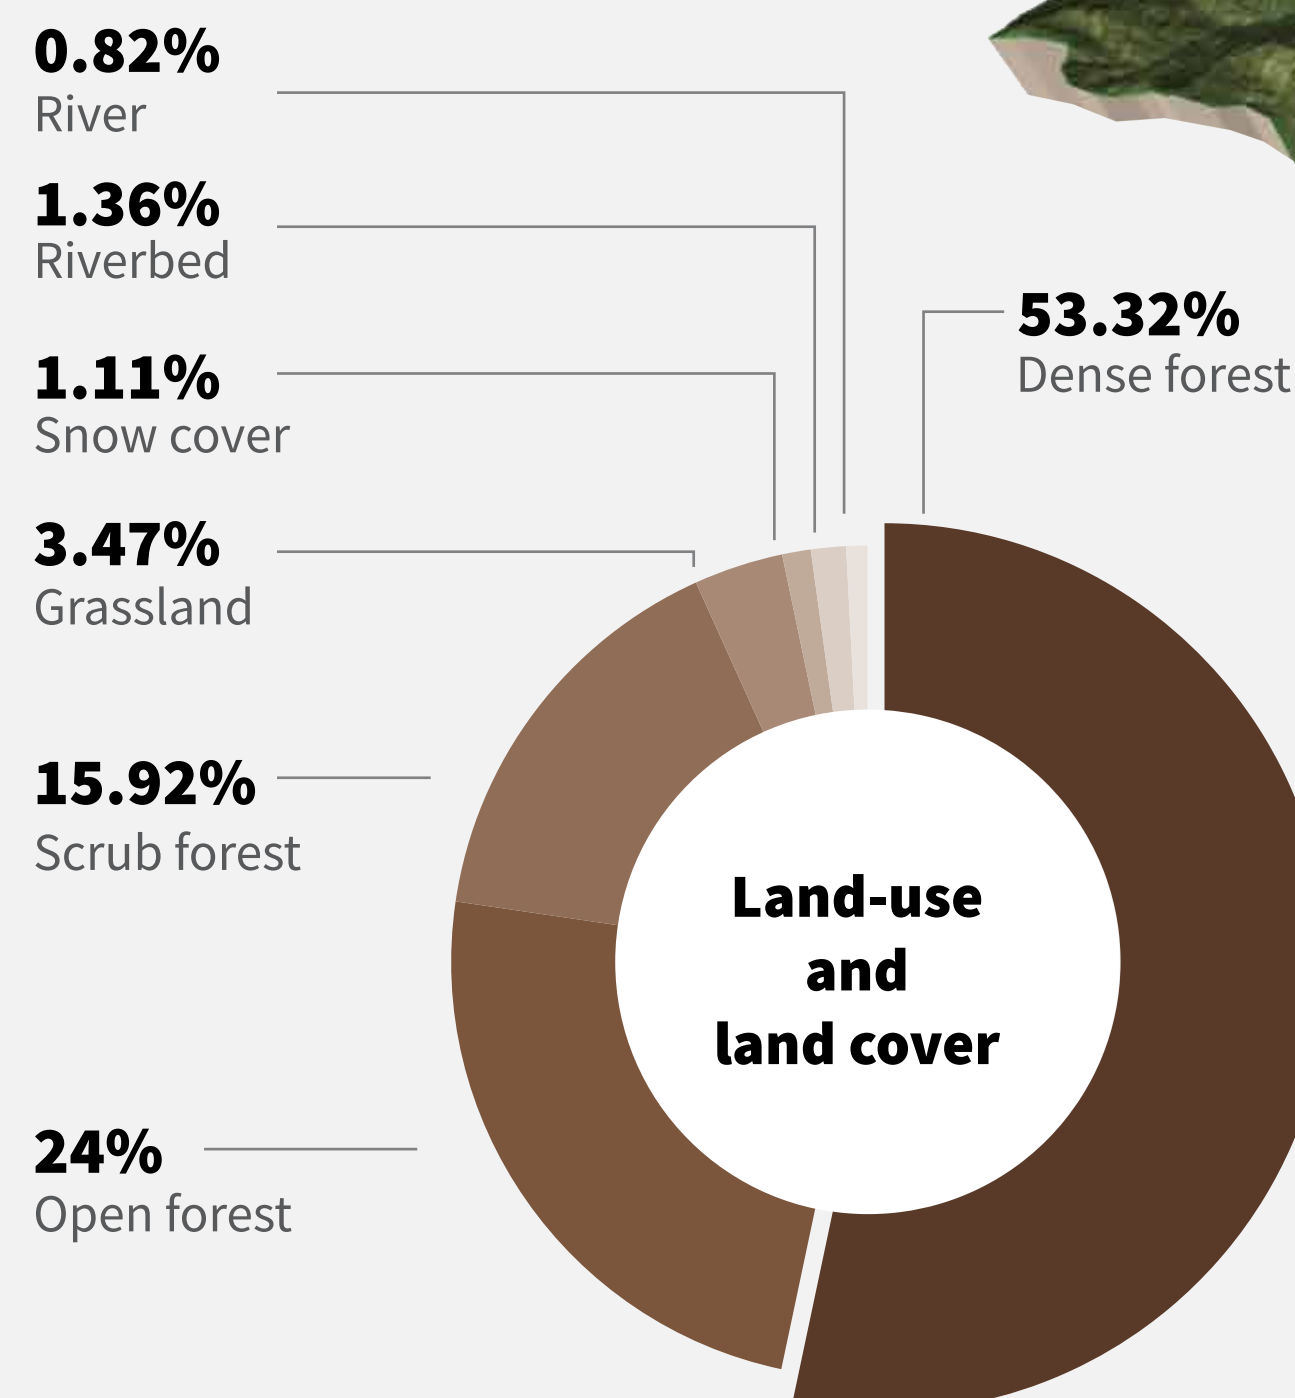 0.82%
River
1.36%
Riverbed
1.11%
Snow cover
3.47%
Grassland
15.92%
Scrub forest
24%
Open forest
53.32%
Dense forest
Land-use
and
land cover